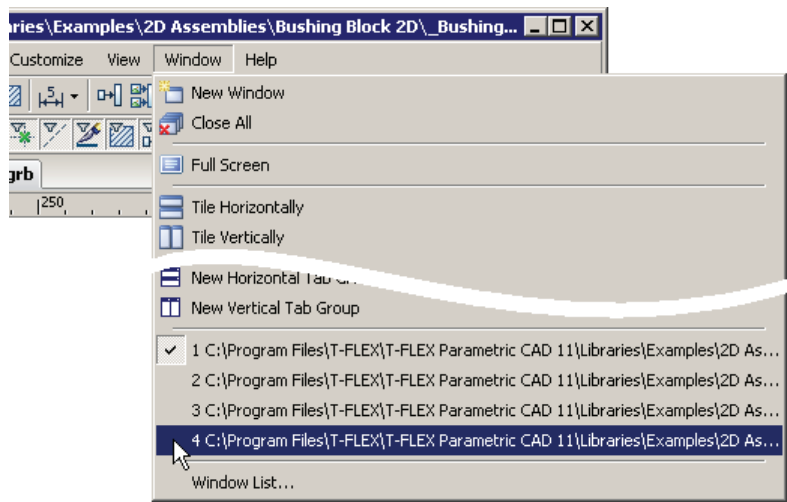 ries\Examples\2D Assemblies\Bushing Block 2D\_Bushing...
Customize View Window Help
5
New Window
Close All
grb
Full Screen
250
Tile Horizontally
Tile Vertically
New Horizontal Tab
New Vertical Tab Group
1 C:\Program Files\T-FLEX\T-FLEX Parametric CAD 11\Libraries\Examples\2D As...
2 C:\Program Files\T-FLEX\T-FLEX Parametric CAD 11\Libraries\Examples\2D As...
3 C:\Program Files\T-FLEX\T-FLEX Parametric CAD 11\Libraries\Examples\2D As...
4 C:\Program Files\T-FLEX\T-FLEX Parametric CAD 11\Libraries\Examples\2D As...
Window List...